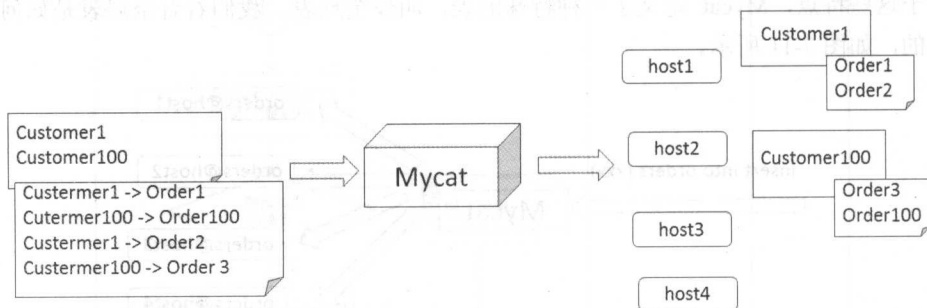 Customer1
Customer100
Custermer1 -> Order1
Cutermer100 -> Order100
Custermer1 -> Order2
Custermer100 -> Order 3
Mycat
host1
host2
host3
host4
Customer1
Order1
Order2
Customer100
Order3
Order100